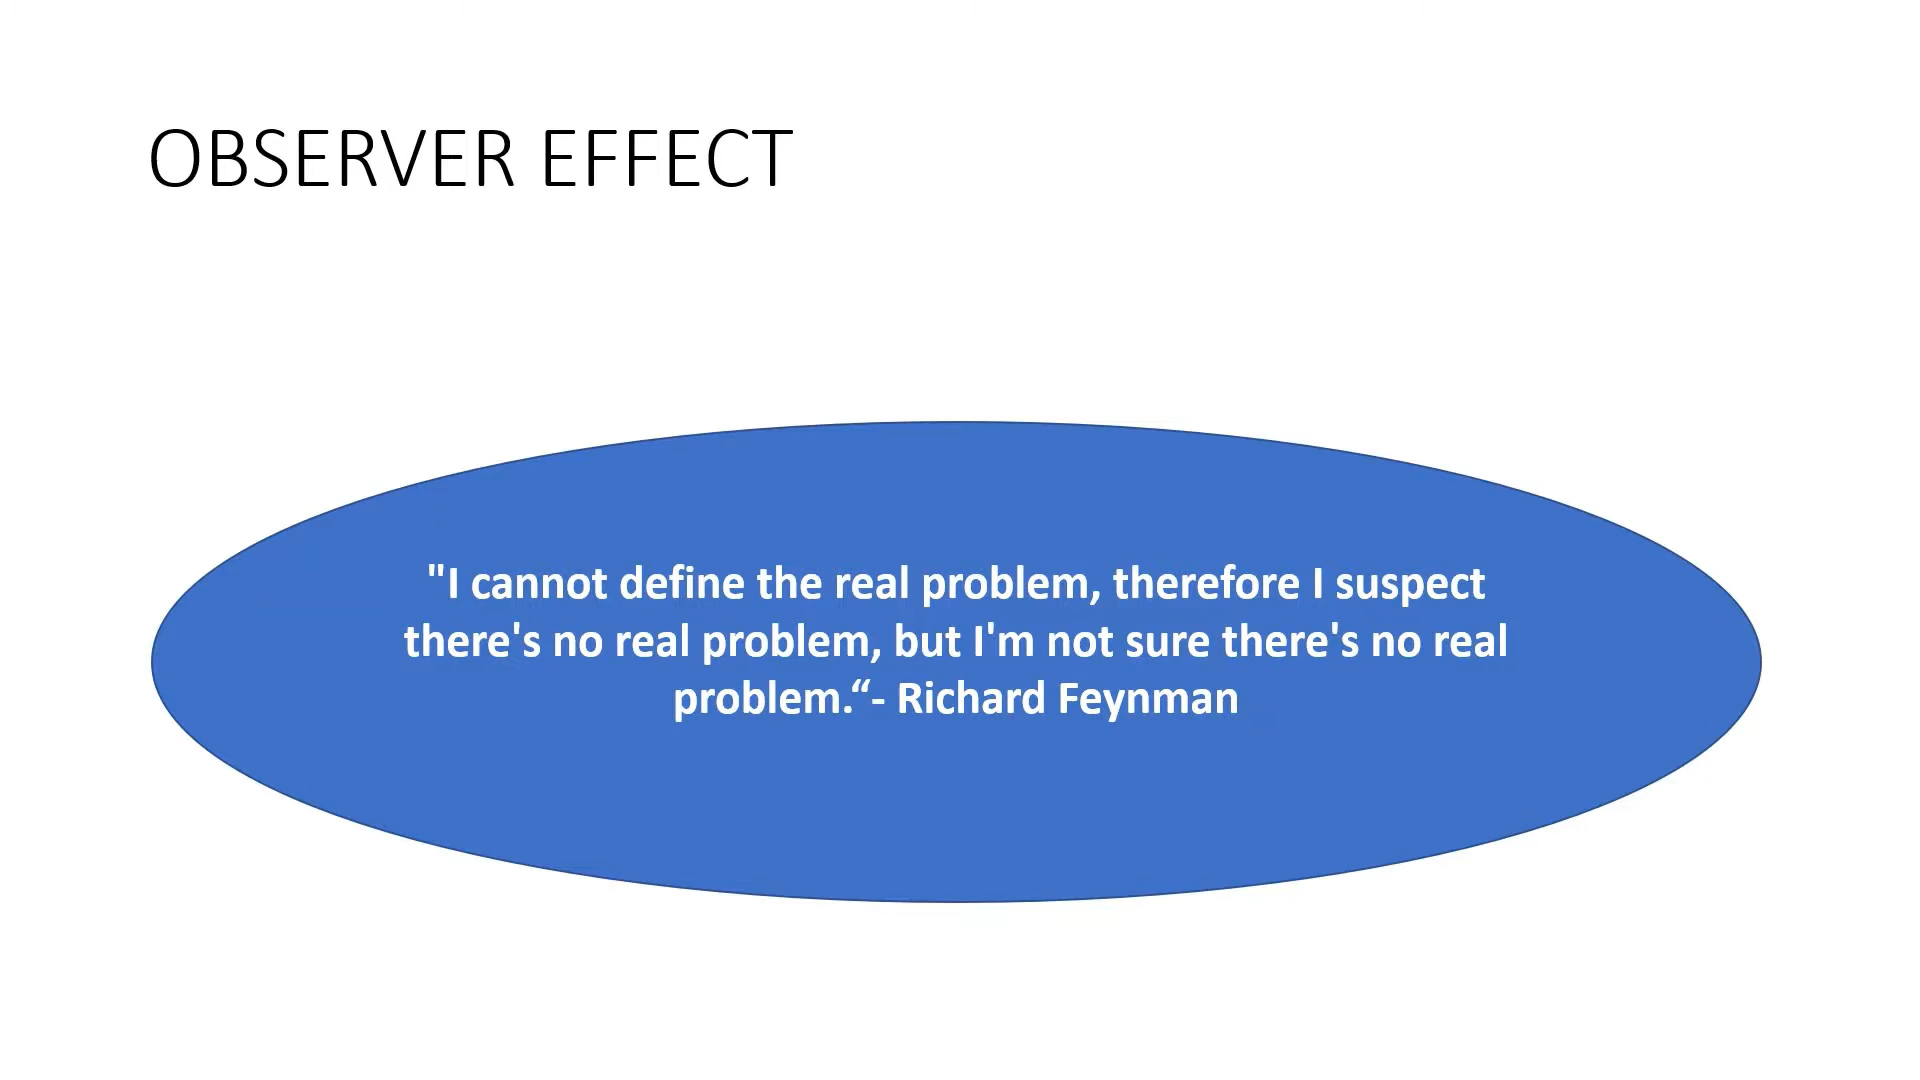 OBSERVER EFFECT
"I cannot define the real problem, therefore I suspect
there's no real problem, but I'm not sure there's no real
problem.“- Richard Feynman